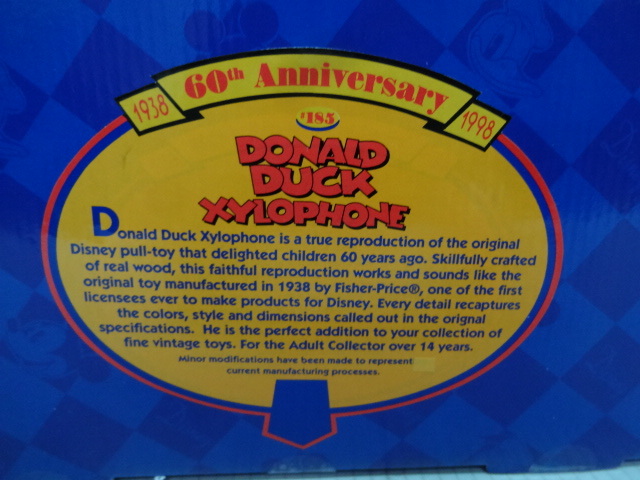 60th Anniversary
1938
1998
#185
DONALD
DUCK
XYLOPHONE
Donald Duck Xylophone is a true reproduction of the original
Disney pull-toy that delighted children 60 years ago. Skillfully crafted
of real wood, this faithful reproduction works and sounds like the
original toy manufactured in 1938 by Fisher-Price®, one of the first
licensees ever to make products for Disney. Every detail recaptures
the colors, style and dimensions called out in the orignal
specifications. He is the perfect addition to your collection of
fine vintage toys. For the Adult Collector over 14 years.
Minor modifications have been made to represent
current manufacturing processes.